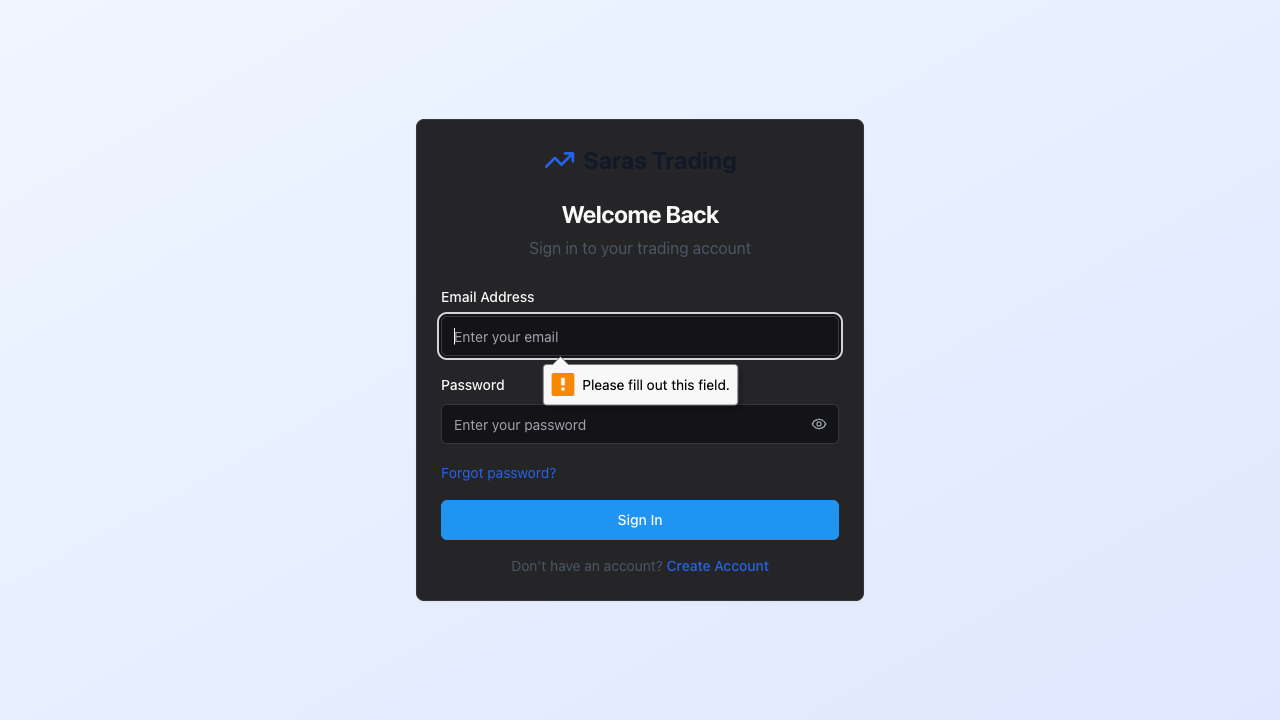 Saras Trading
Welcome Back
Sign in to your trading account
Email Address
Enter your email
Please fill out this field.
Password
Enter your password
Forgot password?
Sign In
Don't have an account? Create Account